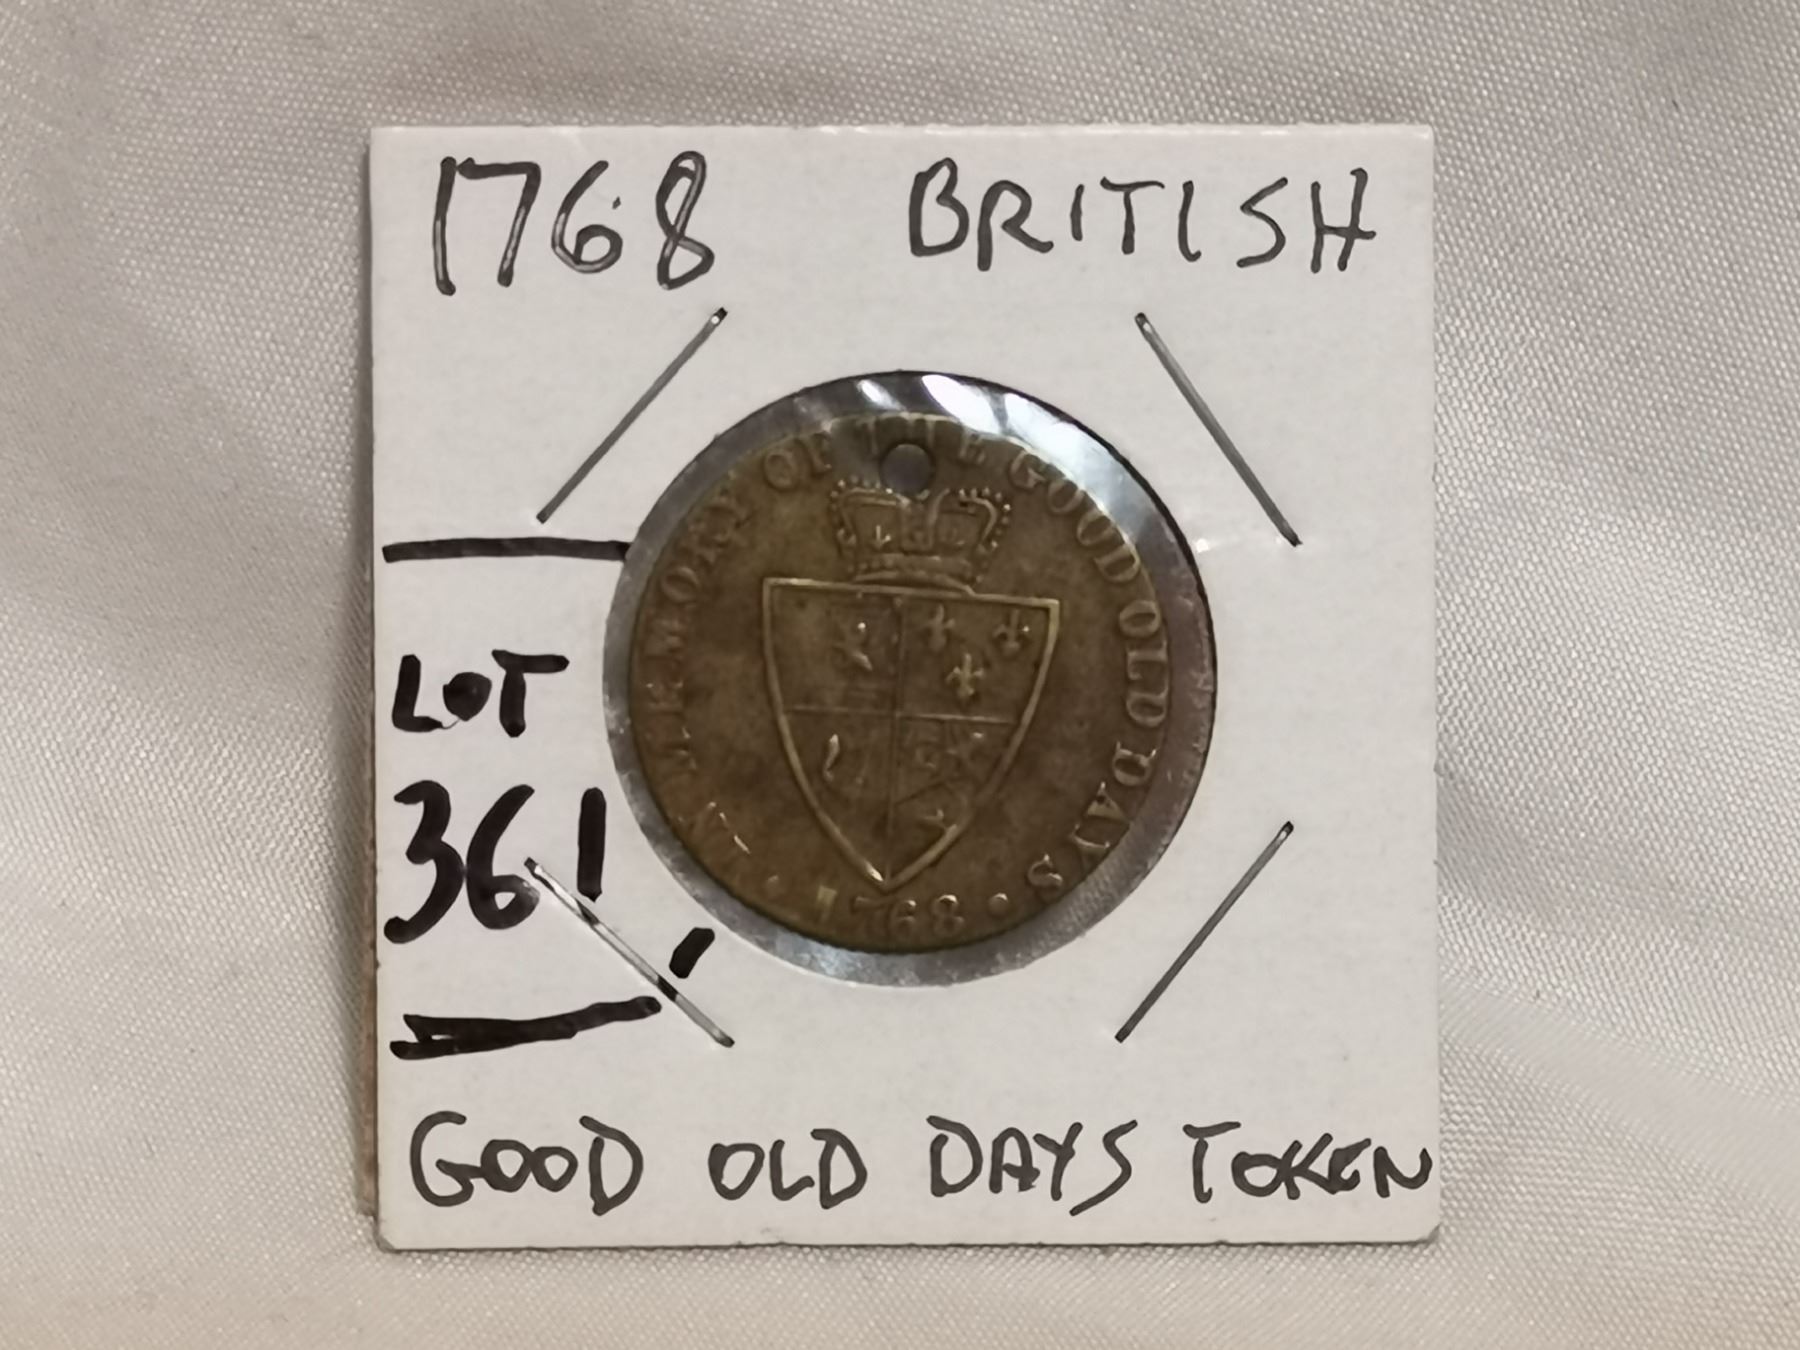 1768 BRITISH
IN MEMORY OF THE GOOD OLD DAYS
· 1768 ·
LOT
361
GOOD OLD DAYS TOKEN